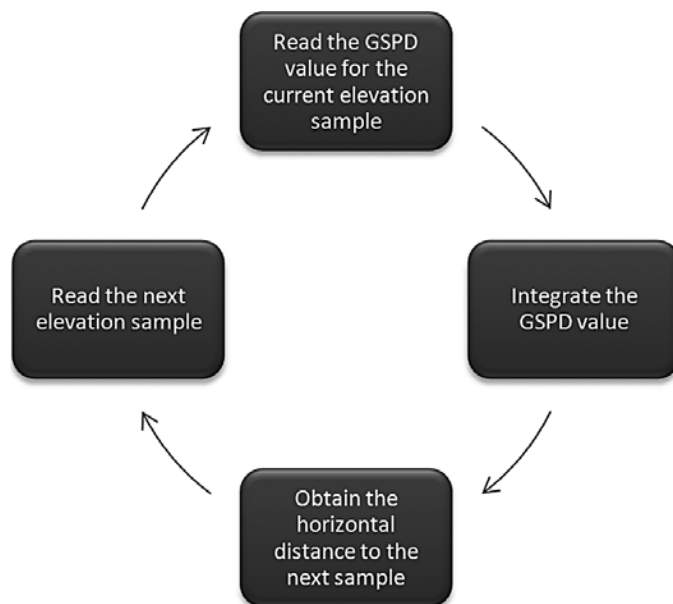 Read the GSPD
value for the
current elevation
sample
Integrate the
GSPD value
Obtain the
horizontal
distance to the
next sample
Read the next
elevation sample